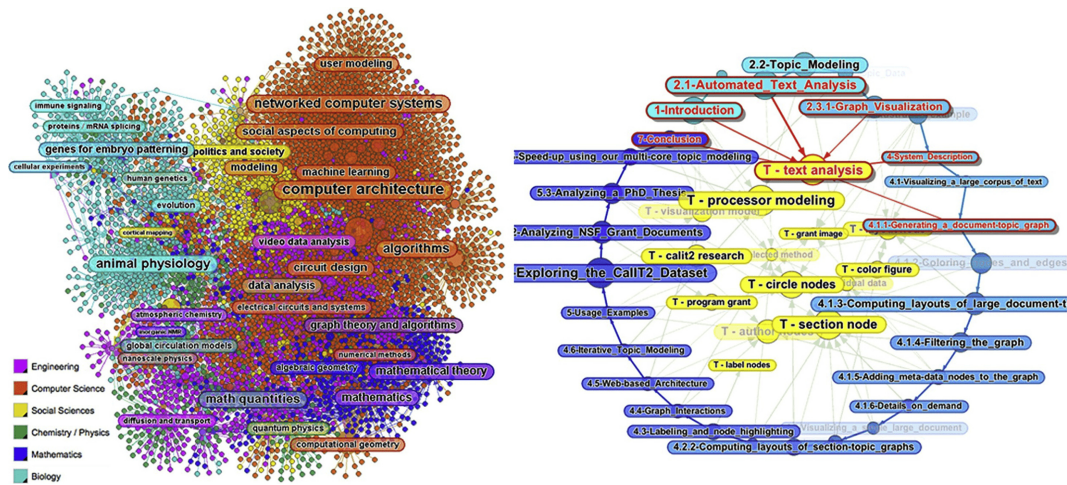 user modeling
networked computer systems
social aspects of computing
immune signaling
proteins / mRNA splicing
genes for embryo patterning
politics and society
cellular experiments
modeling
machine learning
human genetics
computer architecture
evolution
cortical mapping
video data analysis
algorithms
animal physiology
circuit design
data analysis
electrical circuits and systems
atmospheric chemistry
graph theory and algorithms
global circulation models
numerical methods
nanoscale physics
algebraic geometry
mathematical theory
math quantities
mathematics
diffusion and transport
quantum physics
computational geometry
Engineering
Computer Science
Social Sciences
Chemistry / Physics
Mathematics
Biology
2.2-Topic_Modeling
2.1-Automated_Text_Analysis
1-Introduction
2.3.1-Graph_Visualization
7-Conclusion
-Speed-up_using_our_multi-core_topic_modeling
4-System_Description
T - text analysis
4.1-Visualizing_a_large_corpus_of_text
5.3-Analyzing_a_PhD_Thesis
T - processor modeling
T - visualization model
4.1.1-Generating_a_document-topic_graph
2-Analyzing_NSF_Grant_Documents
T - grant image
T - calit2 research
-Exploring_the_CalIT2_Dataset
T - color figure
T - circle nodes
T - program grant
4.1.3-Computing_layouts_of_large_document-t
5-Usage_Examples
T - section node
4.1.4-Filtering_the_graph
4.6-Iterative_Topic_Modeling
T - label nodes
4.1.5-Adding_meta-data_nodes_to_the_graph
4.5-Web-based_Architecture
4.1.6-Details_on_demand
4.4-Graph_Interactions
4.3-Labeling_and_node_highlighting
4.2.2-Computing_layouts_of_section-topic_graphs